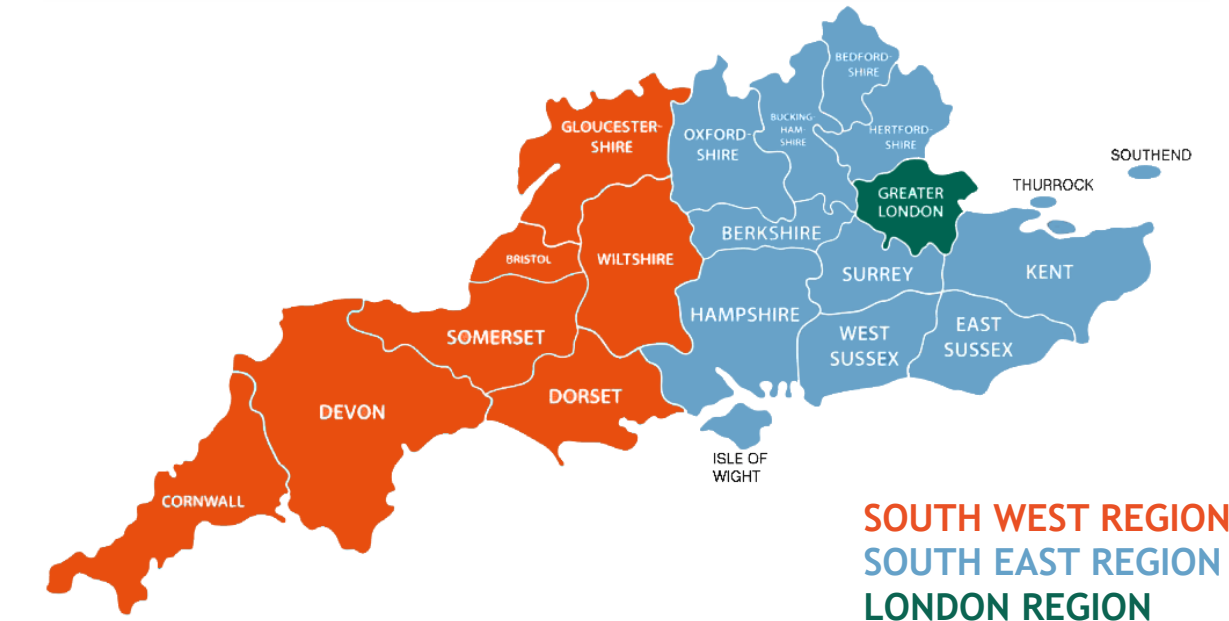 BEDFORD-
SHIRE
GLOUCESTER-
SHIRE
OXFORD-
SHIRE
BUCKING-
HAM-
SHIRE
HERTFORD-
SHIRE
SOUTHEND
THURROCK
GREATER
LONDON
BERKSHIRE
BRISTOL
WILTSHIRE
SURREY
KENT
HAMPSHIRE
SOMERSET
WEST
SUSSEX
EAST
SUSSEX
DORSET
DEVON
ISLE OF
WIGHT
CORNWALL
SOUTH WEST REGION
SOUTH EAST REGION
LONDON REGION